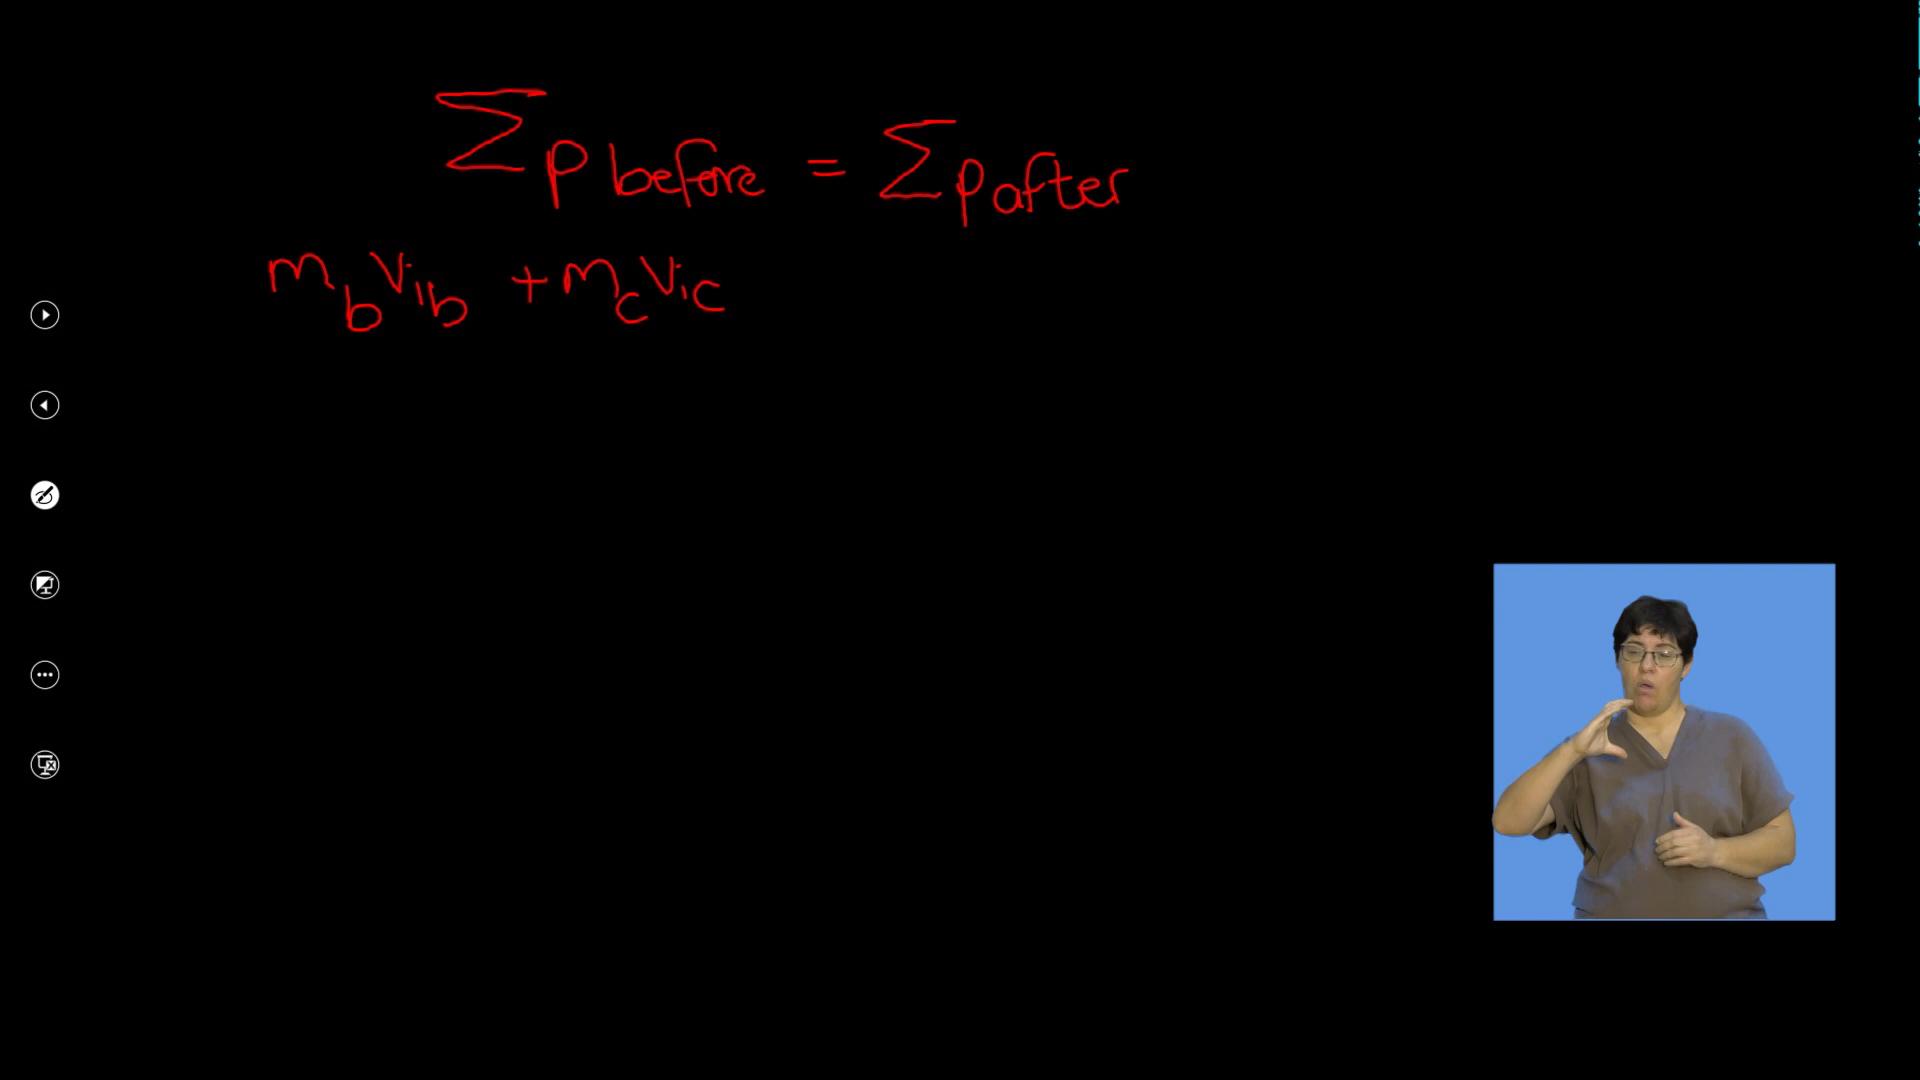 Σp before = Σp after
m_b v_ib + m_c v_ic